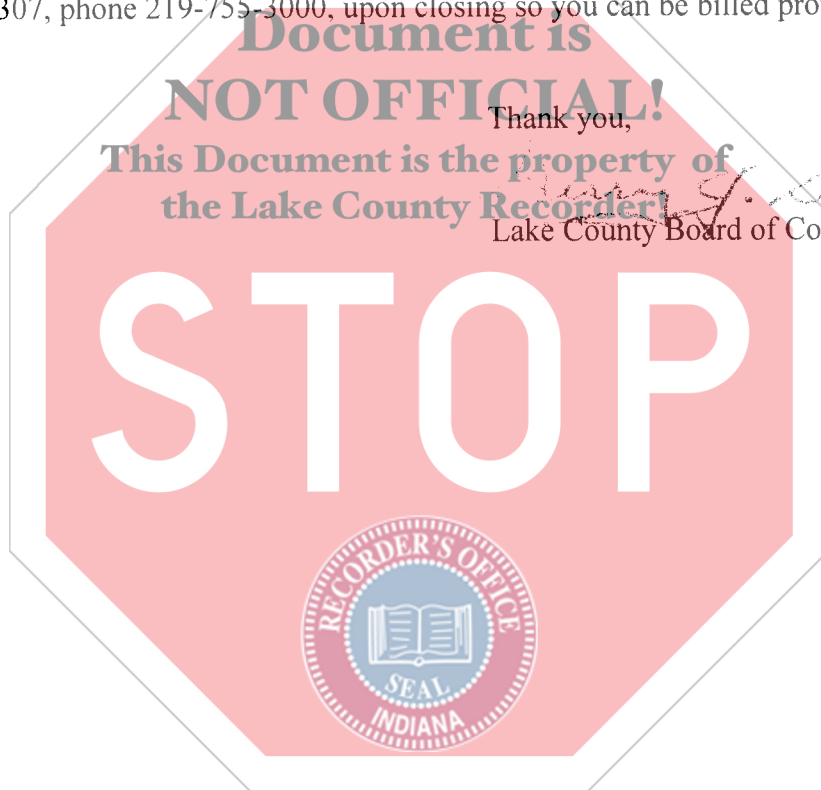 307, phone 219-755-3000, upon closing so you can be billed pro
Document is
NOT OFFICIAL!
Thank you,
This Document is the property of
the Lake County Recorder!
Lake County Board of Co
STOP
RECORDER'S OFFICE
SEAL
INDIANA